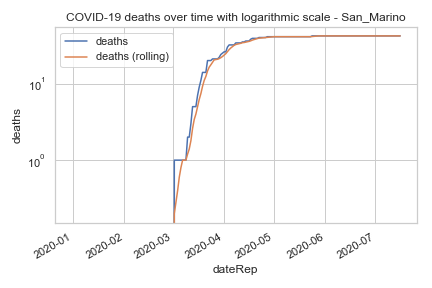 COVID-19 deaths over time with logarithmic scale - San_Marino
deaths
deaths (rolling)
10¹
10⁰
deaths
2020-01
2020-02
2020-03
2020-04
2020-05
2020-06
2020-07
dateRep